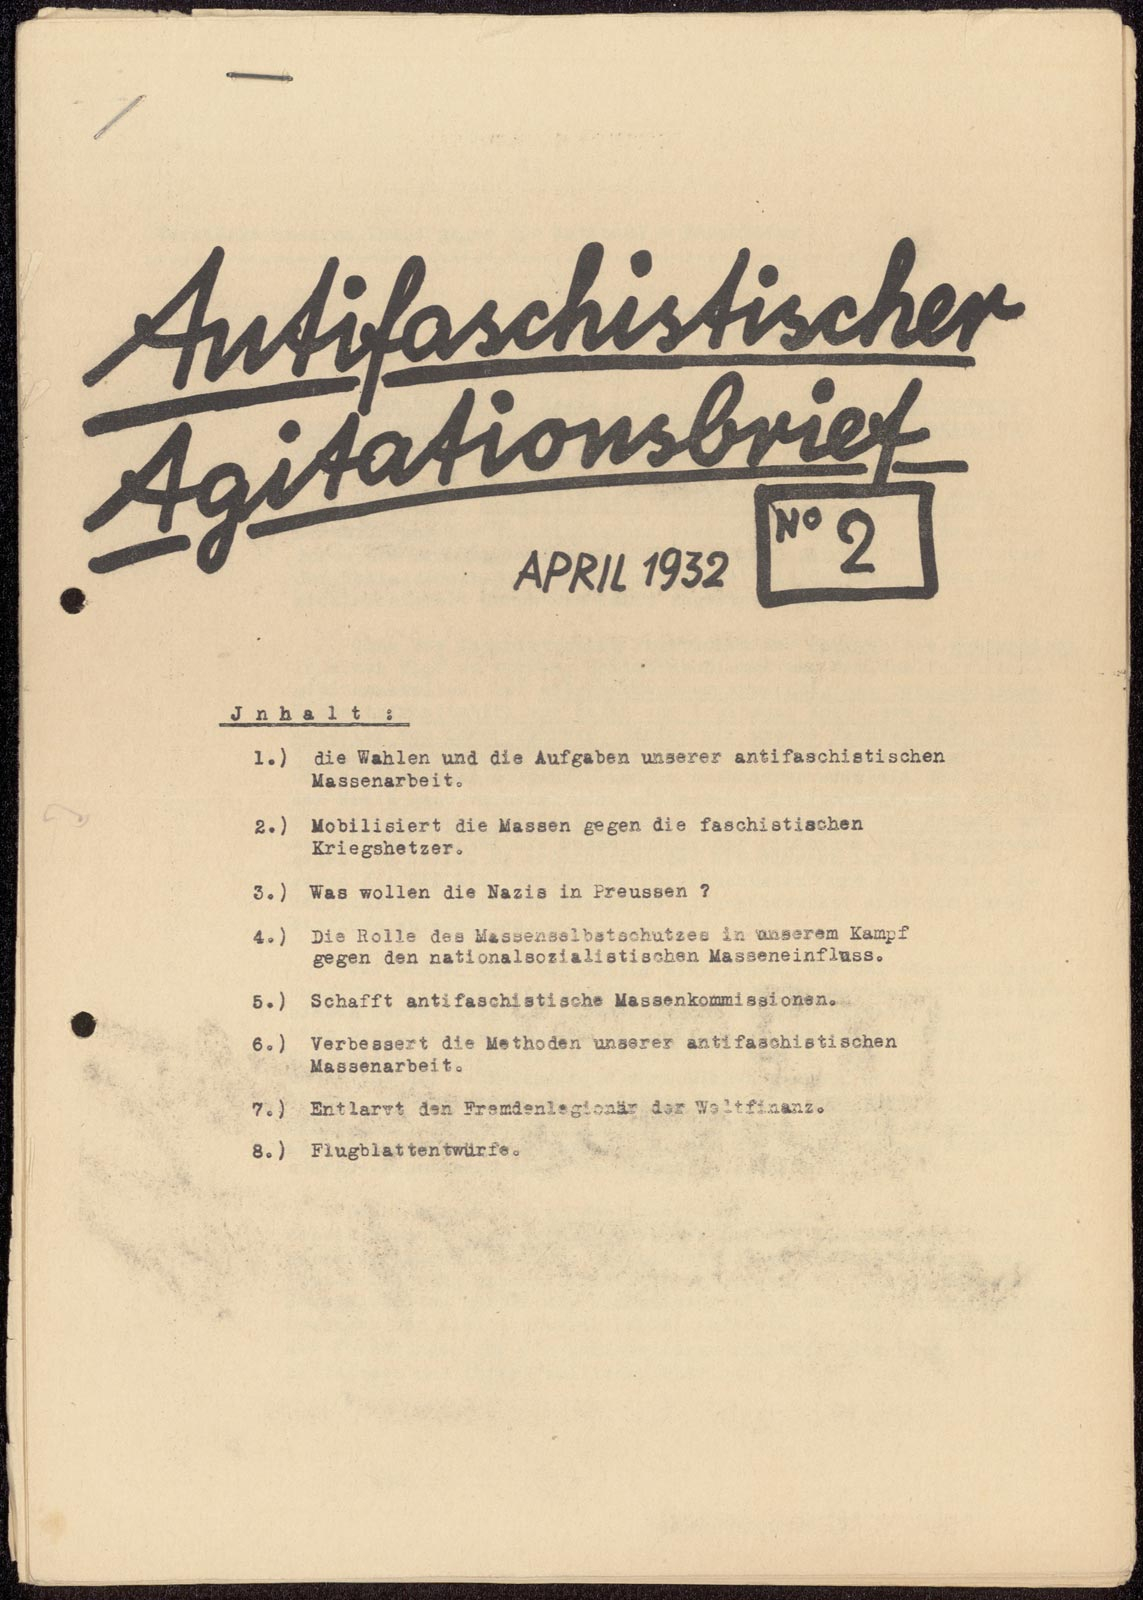 Antifaschistischer
Agitationsbrief
No 2
APRIL 1932
Jnhalt :
1.) die Wahlen und die Aufgaben unserer antifaschistischen
Massenarbeit.
2.) Mobilisiert die Massen gegen die faschistischen
Kriegshetzer.
3.) Was wollen die Nazis in Preussen ?
4.) Die Rolle des Massenselbstschutzes in unserem Kampf
gegen den nationalsozialistischen Masseneinfluss.
5.) Schafft antifaschistische Massenkommissionen.
6.) Verbessert die Methoden unserer antifaschistischen
Massenarbeit.
7.) Entlarvt den Fremdenlegionär der Weltfinanz.
8.) Flugblattentwürfe.